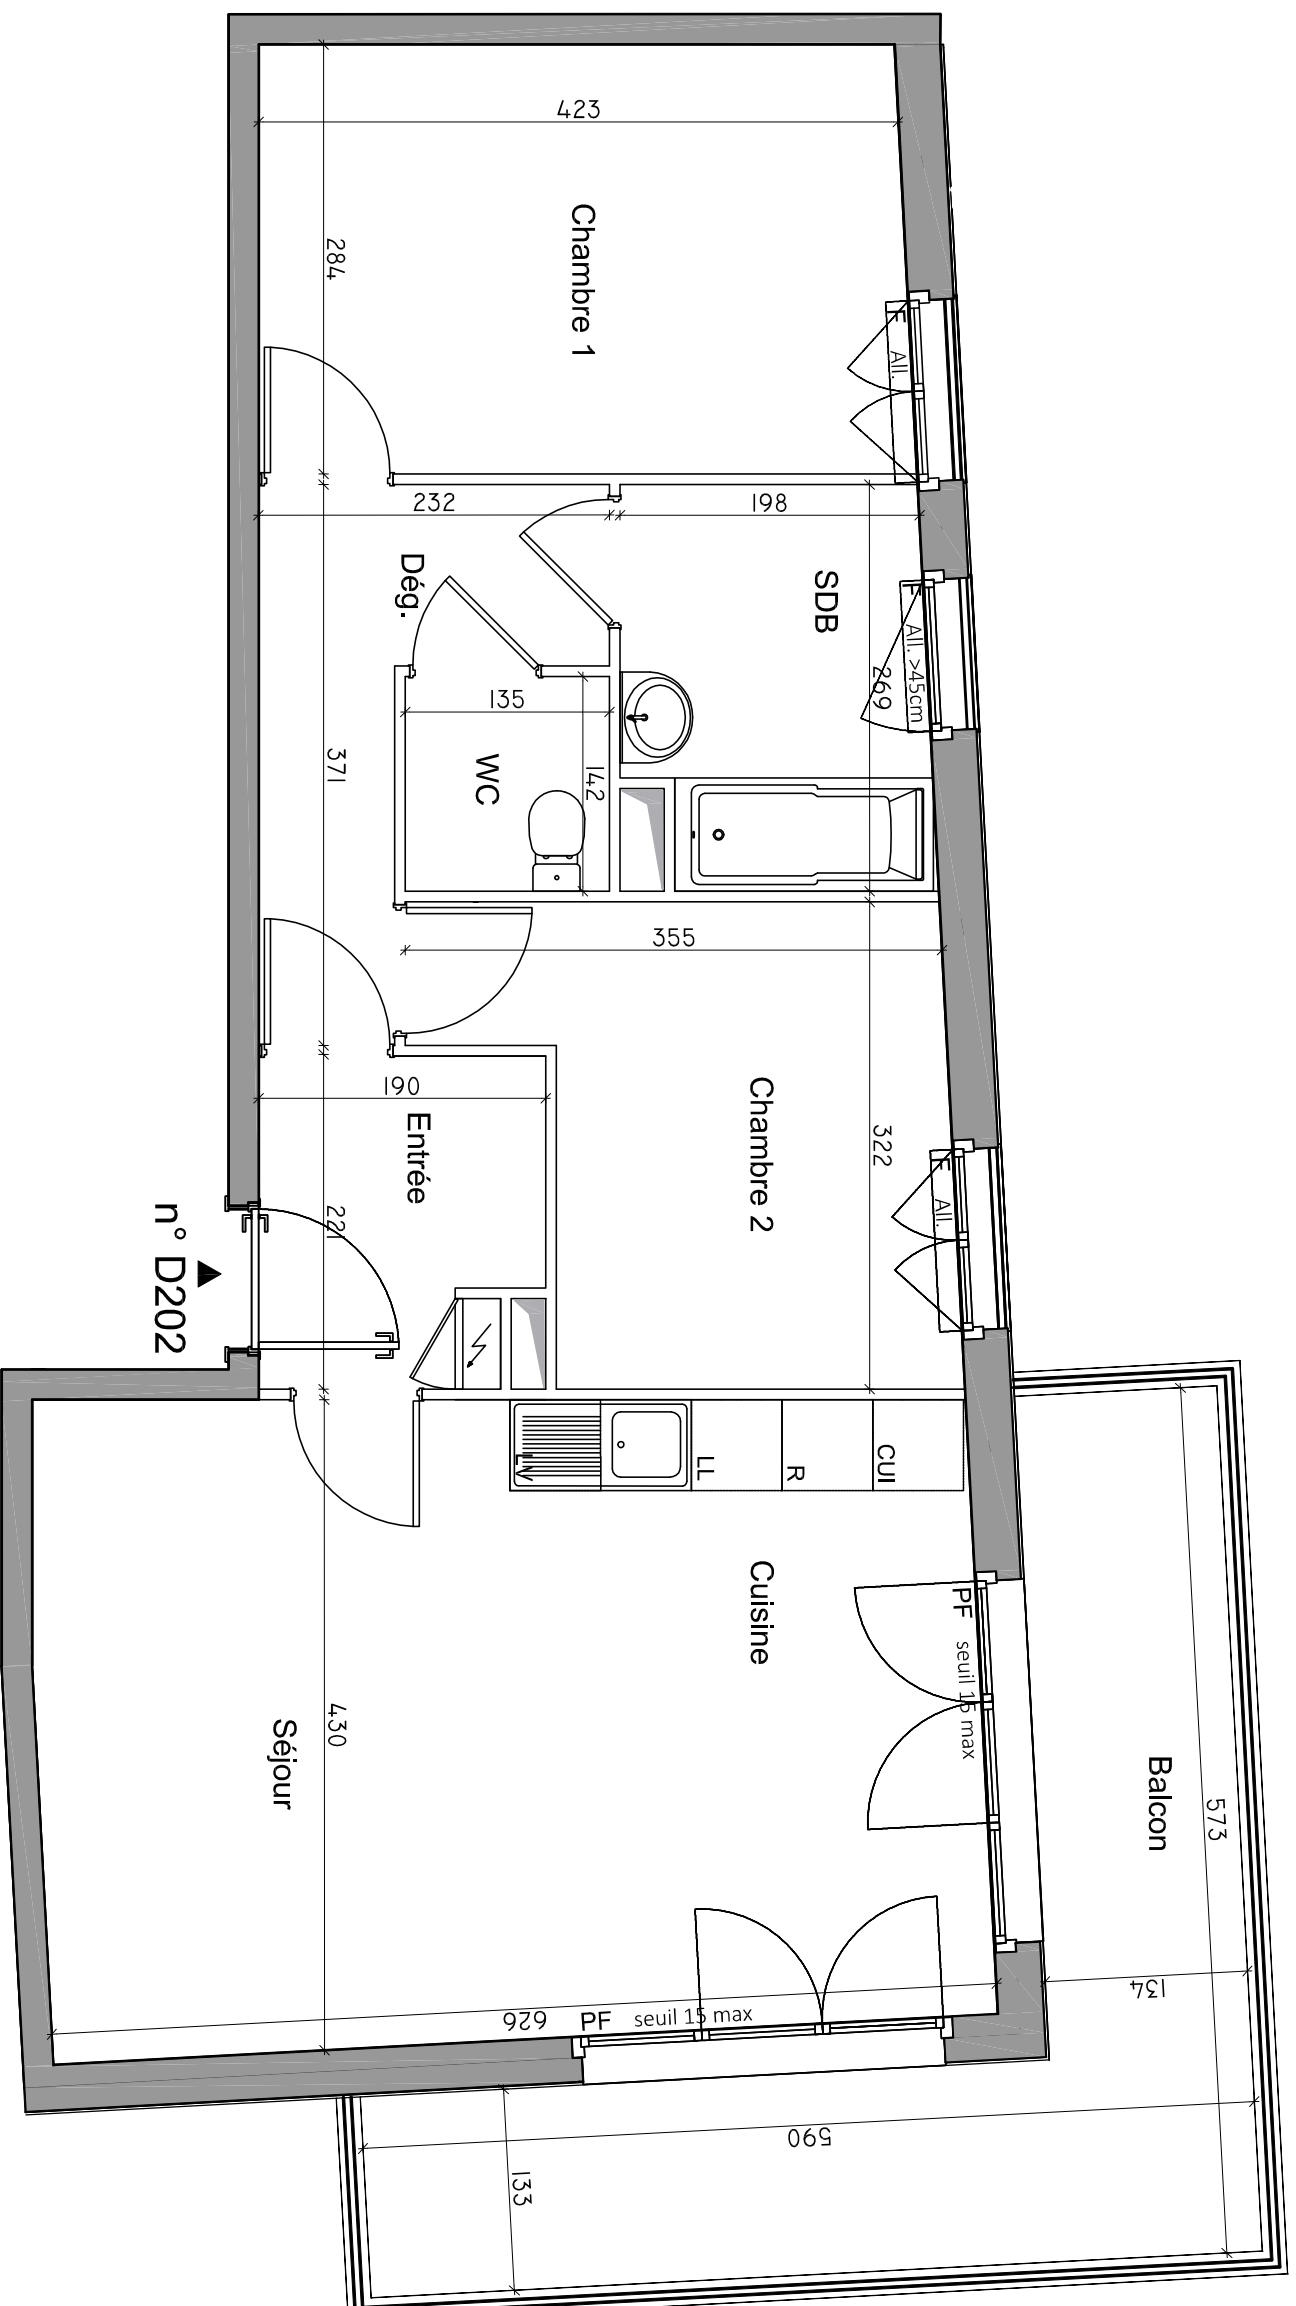 423
284
Chambre 1
F
All.
232
198
Dég.
SDB
F
All. >45cm
269
135
142
WC
371
355
322
Chambre 2
F
All.
190
Entrée
221
n° D202
LV
LL
R
CUI
Cuisine
PF seuil 15 max
Séjour
430
626
PF seuil 15 max
Balcon
573
134
590
133